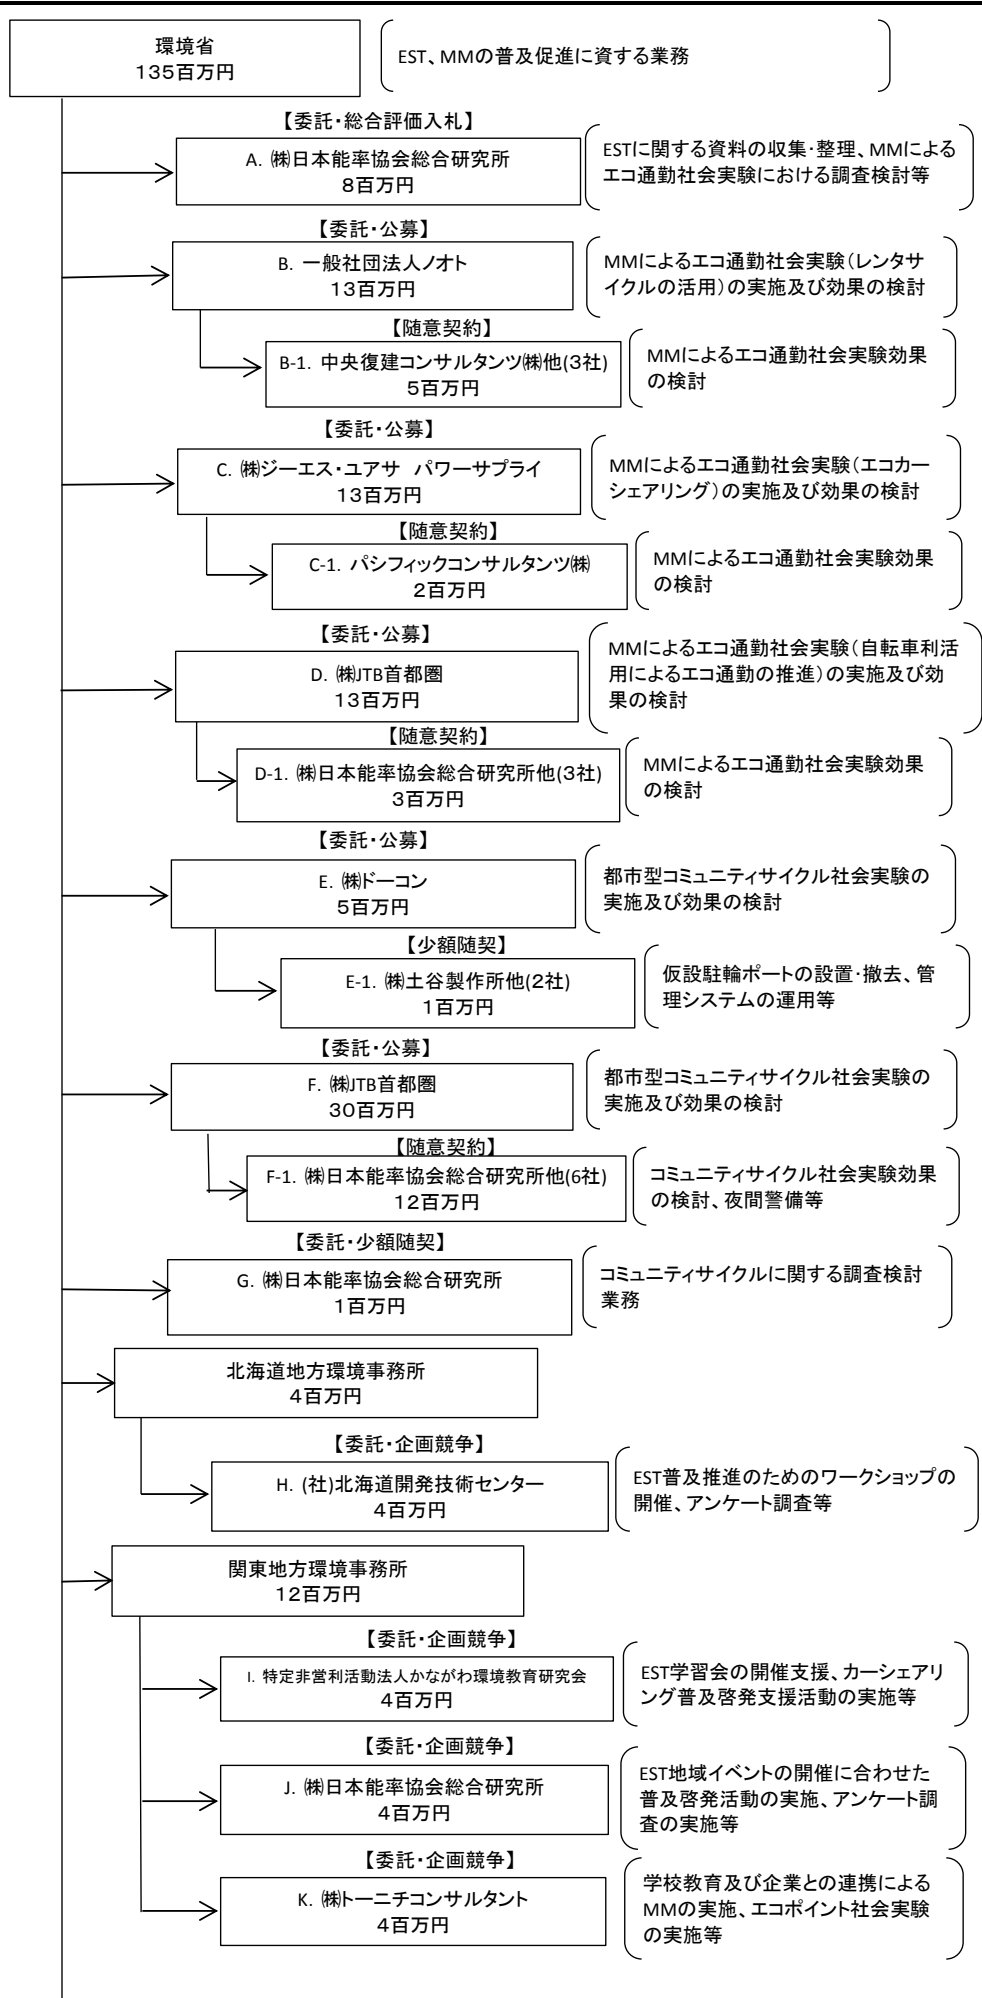 環境省
135百万円
EST、MMの普及促進に資する業務
【委託・総合評価入札】
A. ㈱日本能率協会総合研究所
8百万円
ESTに関する資料の収集・整理、MMによる
エコ通勤社会実験における調査検討等
【委託・公募】
B. 一般社団法人ノオト
13百万円
MMによるエコ通勤社会実験（レンタサ
イクルの活用）の実施及び効果の検討
【随意契約】
B-1. 中央復建コンサルタンツ㈱他(3社)
5百万円
MMによるエコ通勤社会実験効果
の検討
【委託・公募】
C. ㈱ジーエス・ユアサ　パワーサプライ
13百万円
MMによるエコ通勤社会実験（エコカー
シェアリング）の実施及び効果の検討
【随意契約】
C-1. パシフィックコンサルタンツ㈱
2百万円
MMによるエコ通勤社会実験効果
の検討
【委託・公募】
D. ㈱JTB首都圏
13百万円
MMによるエコ通勤社会実験（自転車利活
用によるエコ通勤の推進）の実施及び効
果の検討
【随意契約】
D-1. ㈱日本能率協会総合研究所他(3社)
3百万円
MMによるエコ通勤社会実験効果
の検討
【委託・公募】
E. ㈱ドーコン
5百万円
都市型コミュニティサイクル社会実験の
実施及び効果の検討
【少額随契】
E-1. ㈱土谷製作所他(2社)
1百万円
仮設駐輪ポートの設置・撤去、管
理システムの運用等
【委託・公募】
F. ㈱JTB首都圏
30百万円
都市型コミュニティサイクル社会実験の
実施及び効果の検討
【随意契約】
F-1. ㈱日本能率協会総合研究所他(6社)
12百万円
コミュニティサイクル社会実験効果
の検討、夜間警備等
【委託・少額随契】
G. ㈱日本能率協会総合研究所
1百万円
コミュニティサイクルに関する調査検討
業務
北海道地方環境事務所
4百万円
【委託・企画競争】
H. (社)北海道開発技術センター
4百万円
EST普及推進のためのワークショップの
開催、アンケート調査等
関東地方環境事務所
12百万円
【委託・企画競争】
I. 特定非営利活動法人かながわ環境教育研究会
4百万円
EST学習会の開催支援、カーシェアリ
ング普及啓発支援活動の実施等
【委託・企画競争】
J. ㈱日本能率協会総合研究所
4百万円
EST地域イベントの開催に合わせた
普及啓発活動の実施、アンケート調
査の実施等
【委託・企画競争】
K. ㈱トーニチコンサルタント
4百万円
学校教育及び企業との連携による
MMの実施、エコポイント社会実験
の実施等